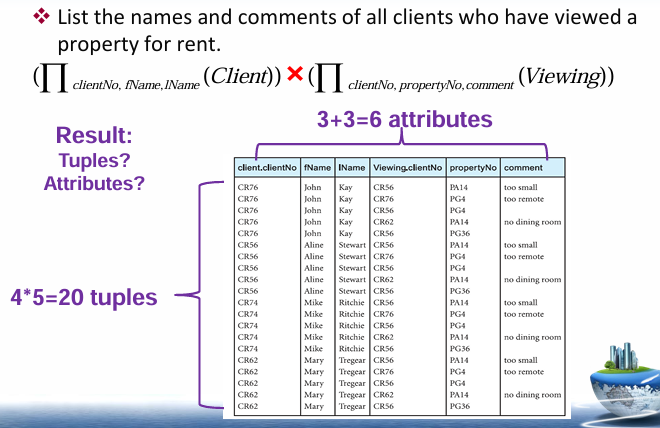 ❖ List the names and comments of all clients who have viewed a
property for rent.
(∏ clientNo, fName,lName (Client)) × (∏ clientNo, propertyNo,comment (Viewing))
3+3=6 attributes
Result:
Tuples?
Attributes?
4*5=20 tuples
client.clientNo fName lName Viewing.clientNo propertyNo comment
CR76 John Kay CR56 PA14 too small
CR76 John Kay CR76 PG4 too remote
CR76 John Kay CR56 PG4
CR76 John Kay CR62 PA14 no dining room
CR76 John Kay CR56 PG36
CR56 Aline Stewart CR56 PA14 too small
CR56 Aline Stewart CR76 PG4 too remote
CR56 Aline Stewart CR56 PG4
CR56 Aline Stewart CR62 PA14 no dining room
CR56 Aline Stewart CR56 PG36
CR74 Mike Ritchie CR56 PA14 too small
CR74 Mike Ritchie CR76 PG4 too remote
CR74 Mike Ritchie CR56 PG4
CR74 Mike Ritchie CR62 PA14 no dining room
CR74 Mike Ritchie CR56 PG36
CR62 Mary Tregear CR56 PA14 too small
CR62 Mary Tregear CR76 PG4 too remote
CR62 Mary Tregear CR56 PG4
CR62 Mary Tregear CR62 PA14 no dining room
CR62 Mary Tregear CR56 PG36